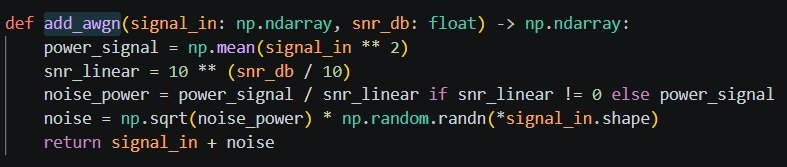 def add_awgn(signal_in: np.ndarray, snr_db: float) -> np.ndarray:
    power_signal = np.mean(signal_in ** 2)
    snr_linear = 10 ** (snr_db / 10)
    noise_power = power_signal / snr_linear if snr_linear != 0 else power_signal
    noise = np.sqrt(noise_power) * np.random.randn(*signal_in.shape)
    return signal_in + noise